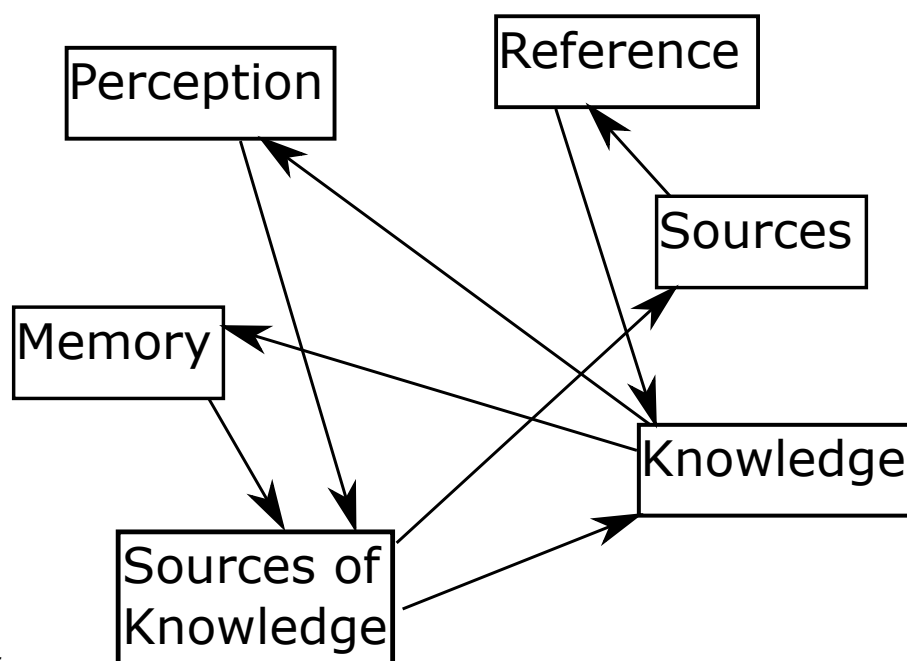 Perception
Reference
Sources
Memory
Knowledge
Sources of
Knowledge